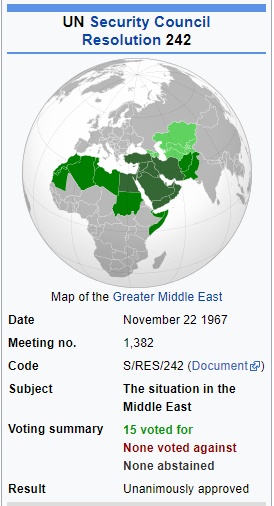 UN Security Council
Resolution 242
Map of the Greater Middle East
Date November 22 1967
Meeting no. 1,382
Code S/RES/242 (Document)
Subject The situation in the
Middle East
Voting summary 15 voted for
None voted against
None abstained
Result Unanimously approved